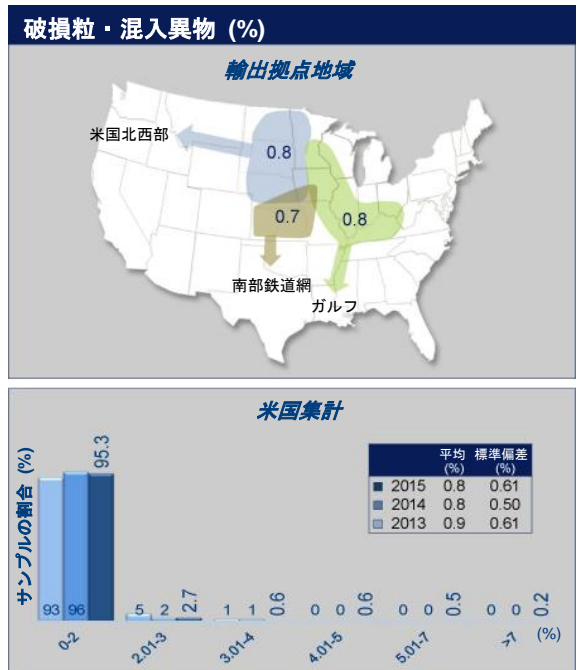 破損粒・混入異物 (%)
輸出拠点地域
米国北西部
0.8
0.7
0.8
南部鉄道網
ガルフ
米国集計
サンプルの割合 (%)
平均 標準偏差
(%) (%)
2015 0.8 0.61
2014 0.8 0.50
2013 0.9 0.61
93 96 95.3
5 2 2.7
1 1 0.6
0 0 0.6
0 0 0.5
0 0 0.2
0-2 2.01-3 3.01-4 4.01-5 5.01-7 >7 (%)